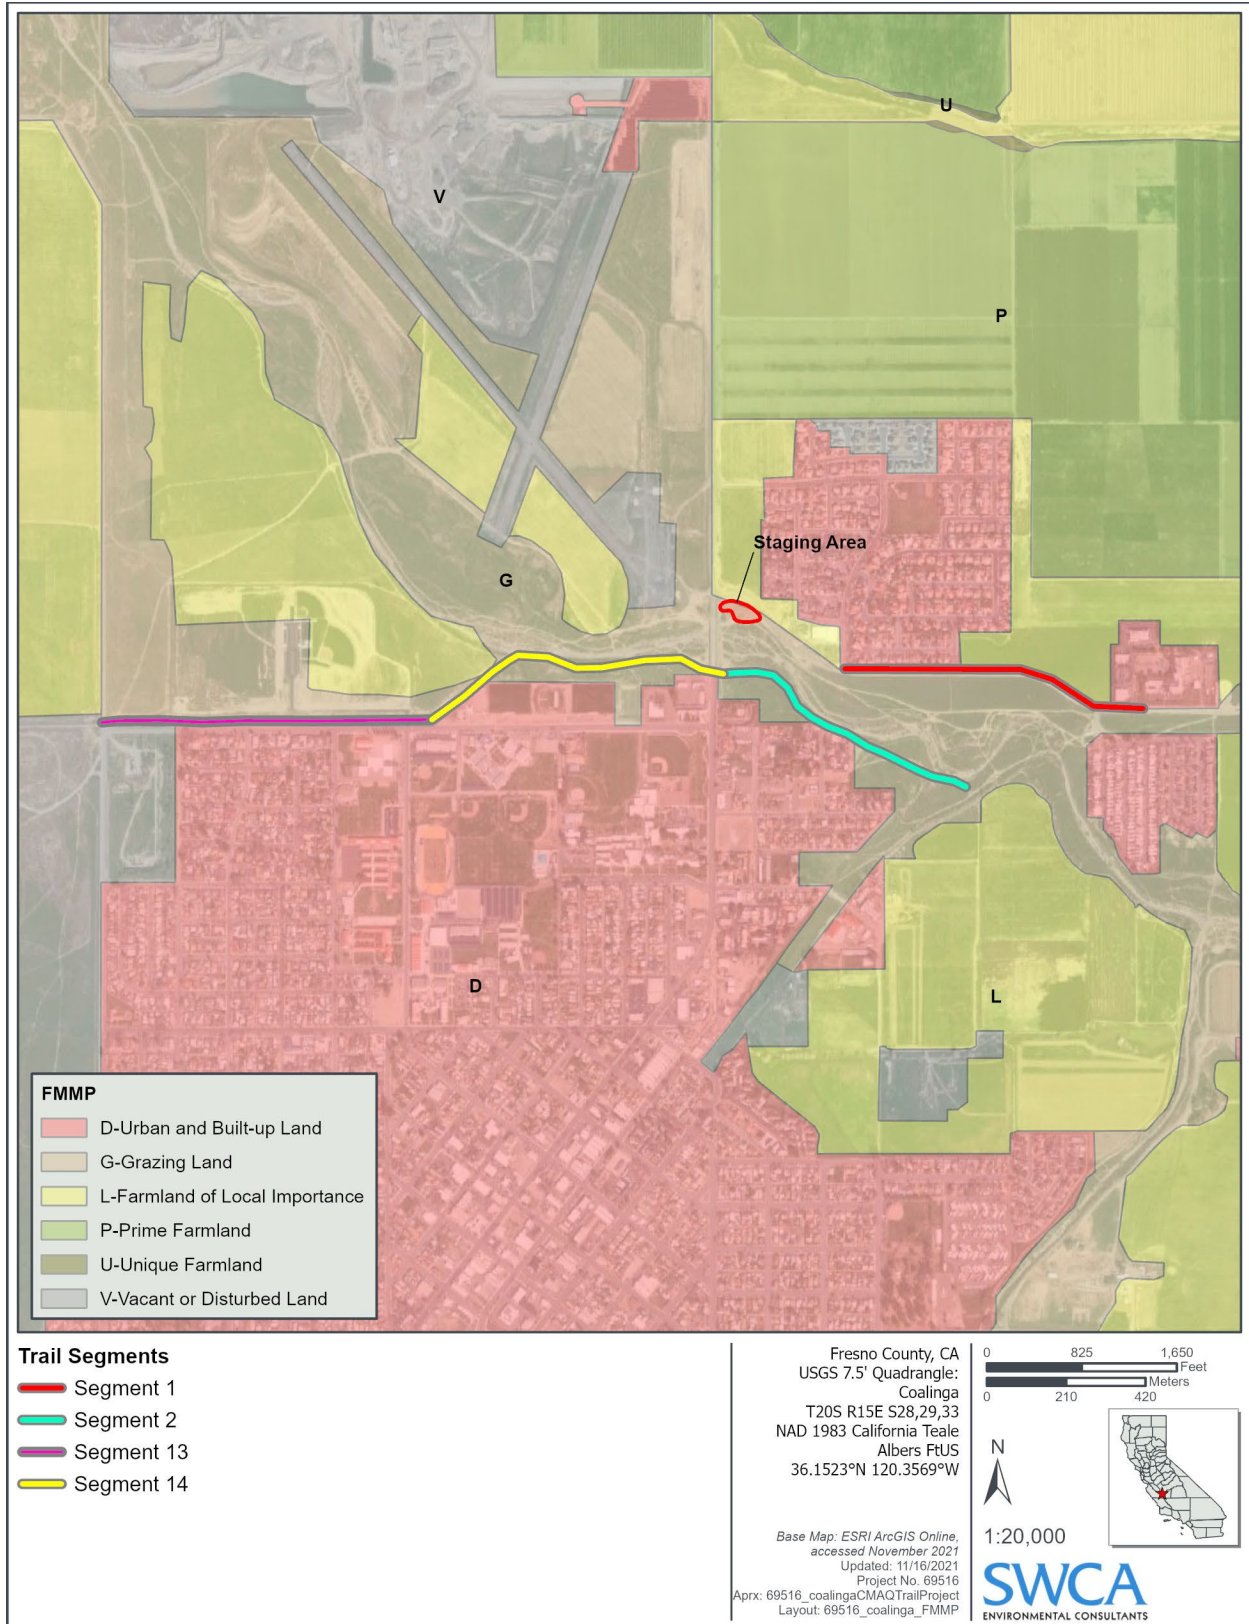 U
V
P
Staging Area
G
D
L
FMMP
D-Urban and Built-up Land
G-Grazing Land
L-Farmland of Local Importance
P-Prime Farmland
U-Unique Farmland
V-Vacant or Disturbed Land
Trail Segments
Segment 1
Segment 2
Segment 13
Segment 14
Fresno County, CA
USGS 7.5' Quadrangle:
Coalinga
T20S R15E S28,29,33
NAD 1983 California Teale
Albers FtUS
36.1523°N 120.3569°W
Base Map: ESRI ArcGIS Online,
accessed November 2021
Updated: 11/16/2021
Project No. 69516
Aprx: 69516_coalingaCMAQTrailProject
Layout: 69516_coalinga_FMMP
0 825 1,650
Feet
Meters
0 210 420
N
1:20,000
SWCA
ENVIRONMENTAL CONSULTANTS